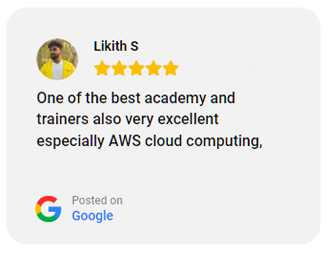 Likith S
One of the best academy and
trainers also very excellent
especially AWS cloud computing,
Posted on
Google